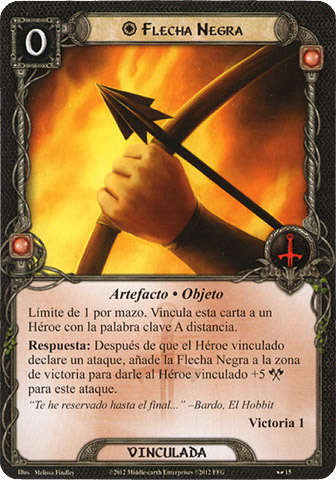 0
Flecha Negra
Artefacto • Objeto
Límite de 1 por mazo. Vincula esta carta a un
Héroe con la palabra clave A distancia.
Respuesta: Después de que el Héroe vinculado
declare un ataque, añade la Flecha Negra a la zona
de victoria para darle al Héroe vinculado +5
para este ataque.
“Te he reservado hasta el final...” –Bardo, El Hobbit
Victoria 1
VINCULADA
Illus. Melissa Findley ©2012 Middle-earth Enterprises ©2012 FFG 15